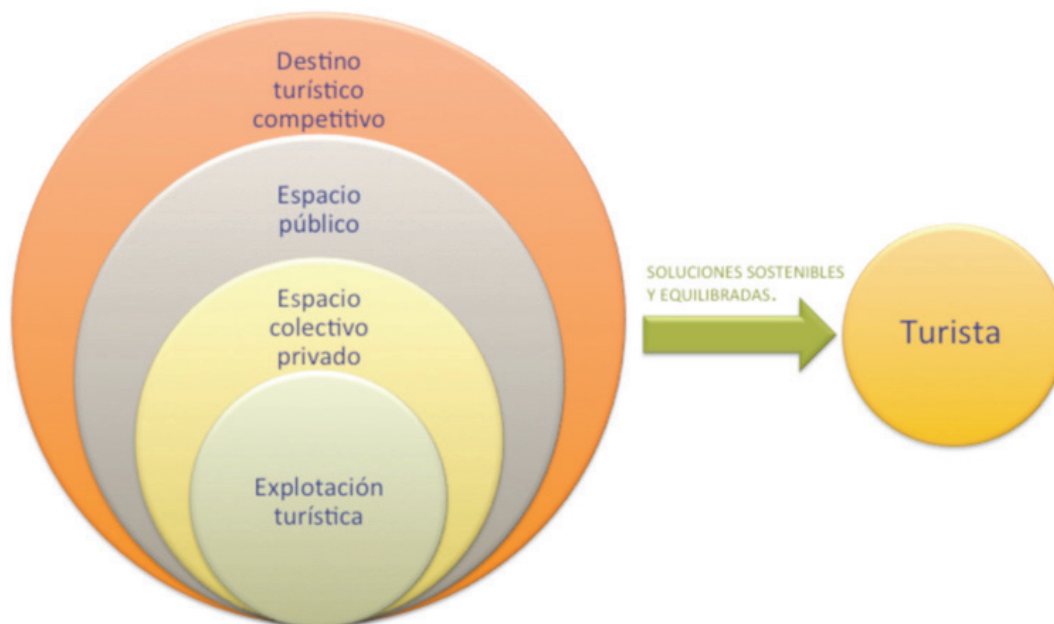 Destino
turístico
competitivo
Espacio
público
Espacio
colectivo
privado
Explotación
turística
SOLUCIONES SOSTENIBLES
Y EQUILIBRADAS.
Turista